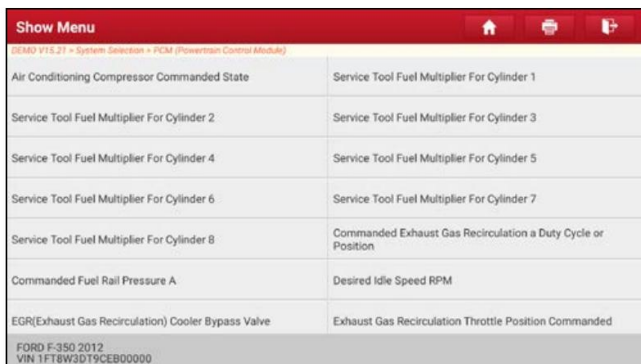 Show Menu
DEMO V15.21 > System Selection > PCM (Powertrain Control Module)
Air Conditioning Compressor Commanded State
Service Tool Fuel Multiplier For Cylinder 1
Service Tool Fuel Multiplier For Cylinder 2
Service Tool Fuel Multiplier For Cylinder 3
Service Tool Fuel Multiplier For Cylinder 4
Service Tool Fuel Multiplier For Cylinder 5
Service Tool Fuel Multiplier For Cylinder 6
Service Tool Fuel Multiplier For Cylinder 7
Service Tool Fuel Multiplier For Cylinder 8
Commanded Exhaust Gas Recirculation a Duty Cycle or
Position
Commanded Fuel Rail Pressure A
Desired Idle Speed RPM
EGR(Exhaust Gas Recirculation) Cooler Bypass Valve
Exhaust Gas Recirculation Throttle Position Commanded
FORD F-350 2012
VIN 1FT8W3DT9CEB00000